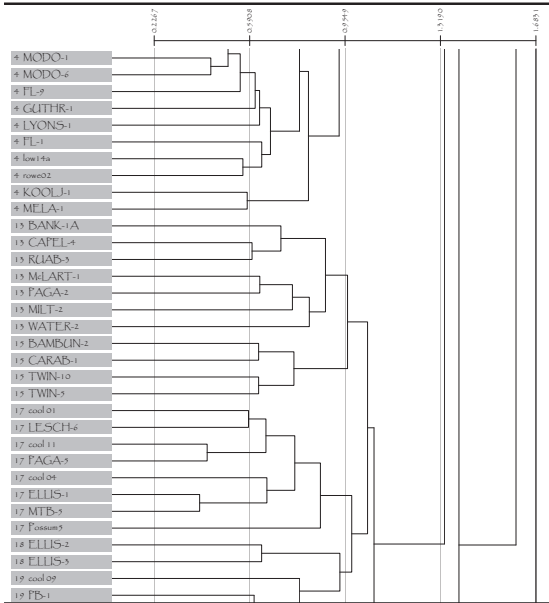 0.2267 0.5908 0.9549 1.3190 1.6831
4 MODO-1
4 MODO-6
4 FL-9
4 GUTHR-1
4 LYONS-1
4 FL-1
4 low14a
4 rowe02
4 KOOLJ-1
4 MELA-1
13 BANK-1A
13 CAPEL-4
13 RUAB-3
13 McLART-1
13 PAGA-2
13 MILT-2
13 WATER-2
15 BAMBUN-2
15 CARAB-1
15 TWIN-10
15 TWIN-5
17 cool 01
17 LESCH-6
17 cool 11
17 PAGA-5
17 cool 04
17 ELLIS-1
17 MTB-5
17 Possum5
18 ELLIS-2
18 ELLIS-3
19 cool 09
19 PB-1